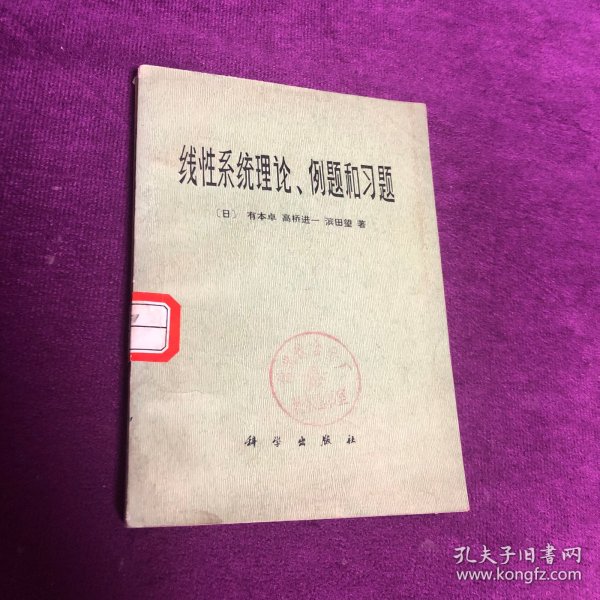 线性系统理论、例题和习题
〔日〕 有本卓 高桥进一 滨田望 著
科学出版社
孔夫子旧书网
www.kongfz.com